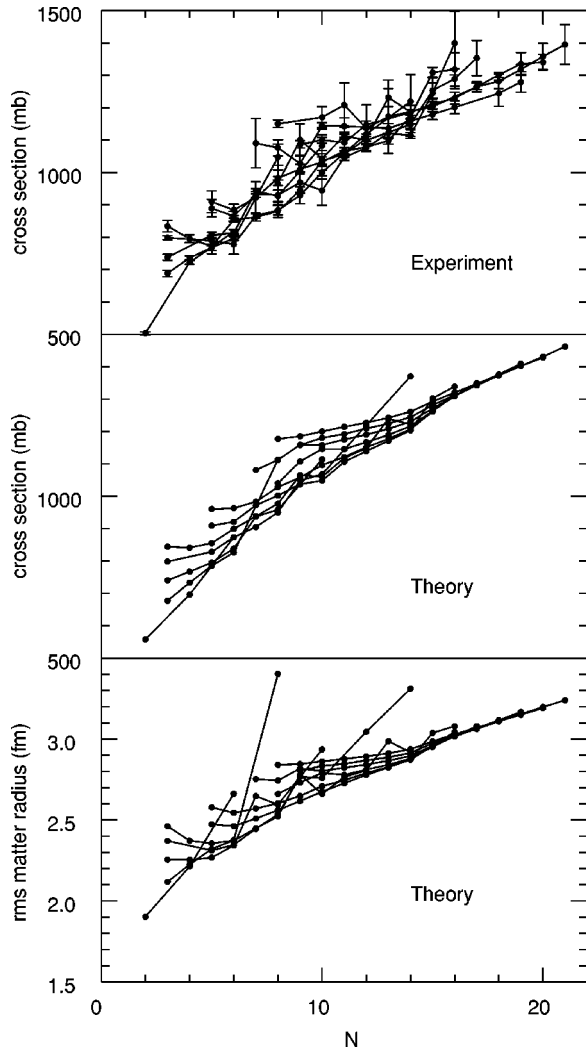 1500
1000
cross section (mb)
Experiment
500
1000
cross section (mb)
Theory
500
3.0
2.5
2.0
1.5
rms matter radius (fm)
Theory
0
10
20
N